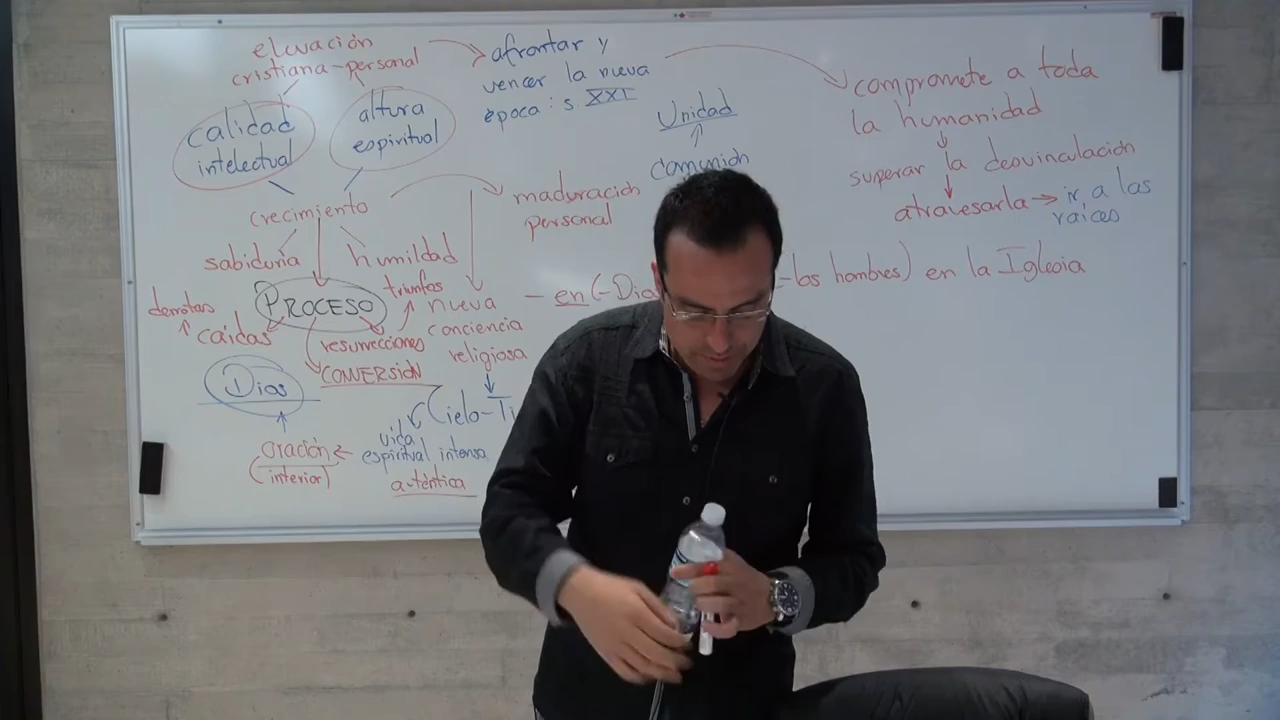 elevación
cristiana-personal
calidad
intelectual
altura
espiritual
afrontar y
vencer la nueva
época: s XXI
Unidad
comunión
compromete a toda
la humanidad
superar la desvinculación
atravesarla → ir a las
raíces
crecimiento
maduración
personal
sabiduría
humildad
PROCESO
derrotas
caídas
triunfos
resurrecciones
CONVERSIÓN
nueva
conciencia
religiosa
- en (-Dios
-los hombres) en la Iglesia
Dios
Cielo-Ti
vida
espiritual intensa
auténtica
oración
(interior)